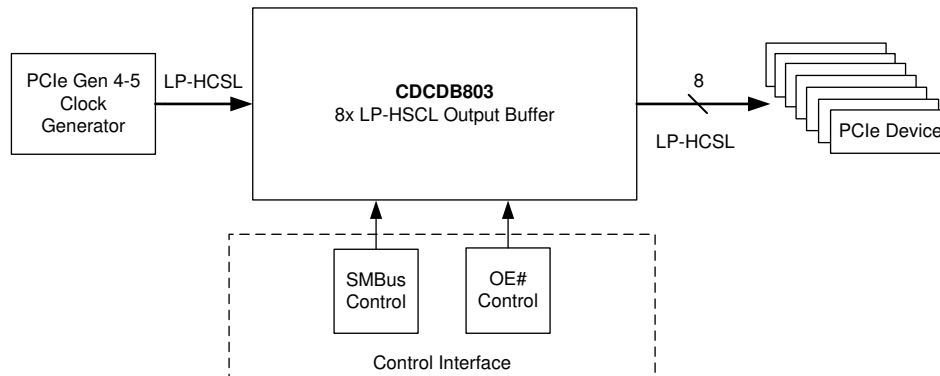 PCIe Gen 4-5
Clock
Generator
LP-HCSL
CDCDB803
8x LP-HSCL Output Buffer
8
LP-HCSL
PCIe Device
SMBus
Control
OE#
Control
Control Interface